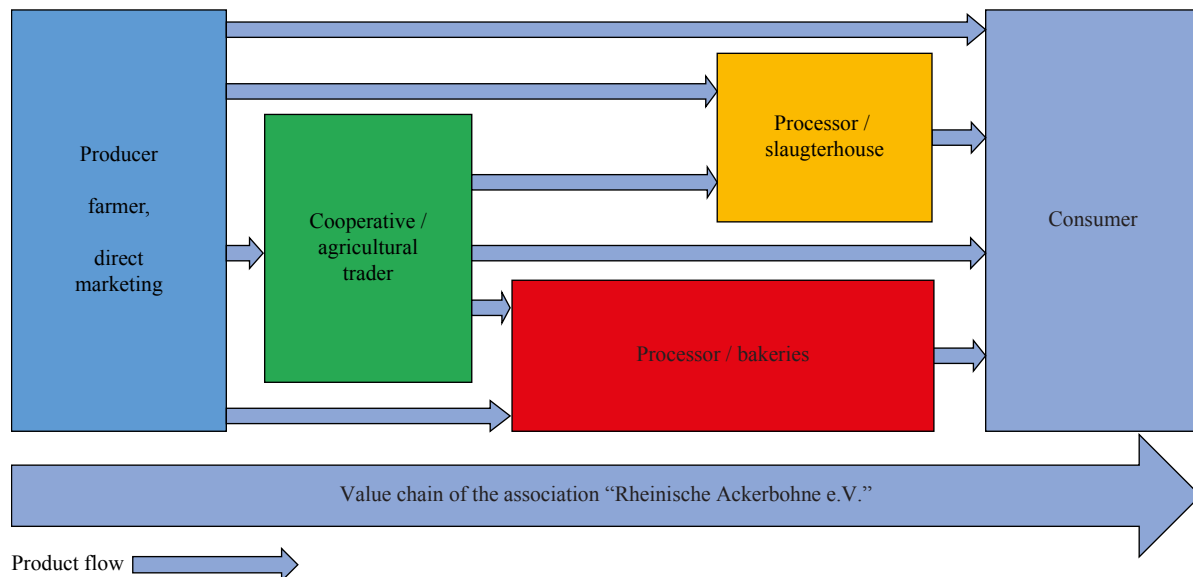 Producer
farmer,
direct
marketing
Cooperative /
agricultural
trader
Processor /
slaugterhouse
Processor / bakeries
Consumer
Value chain of the association “Rheinische Ackerbohne e.V.”
Product flow